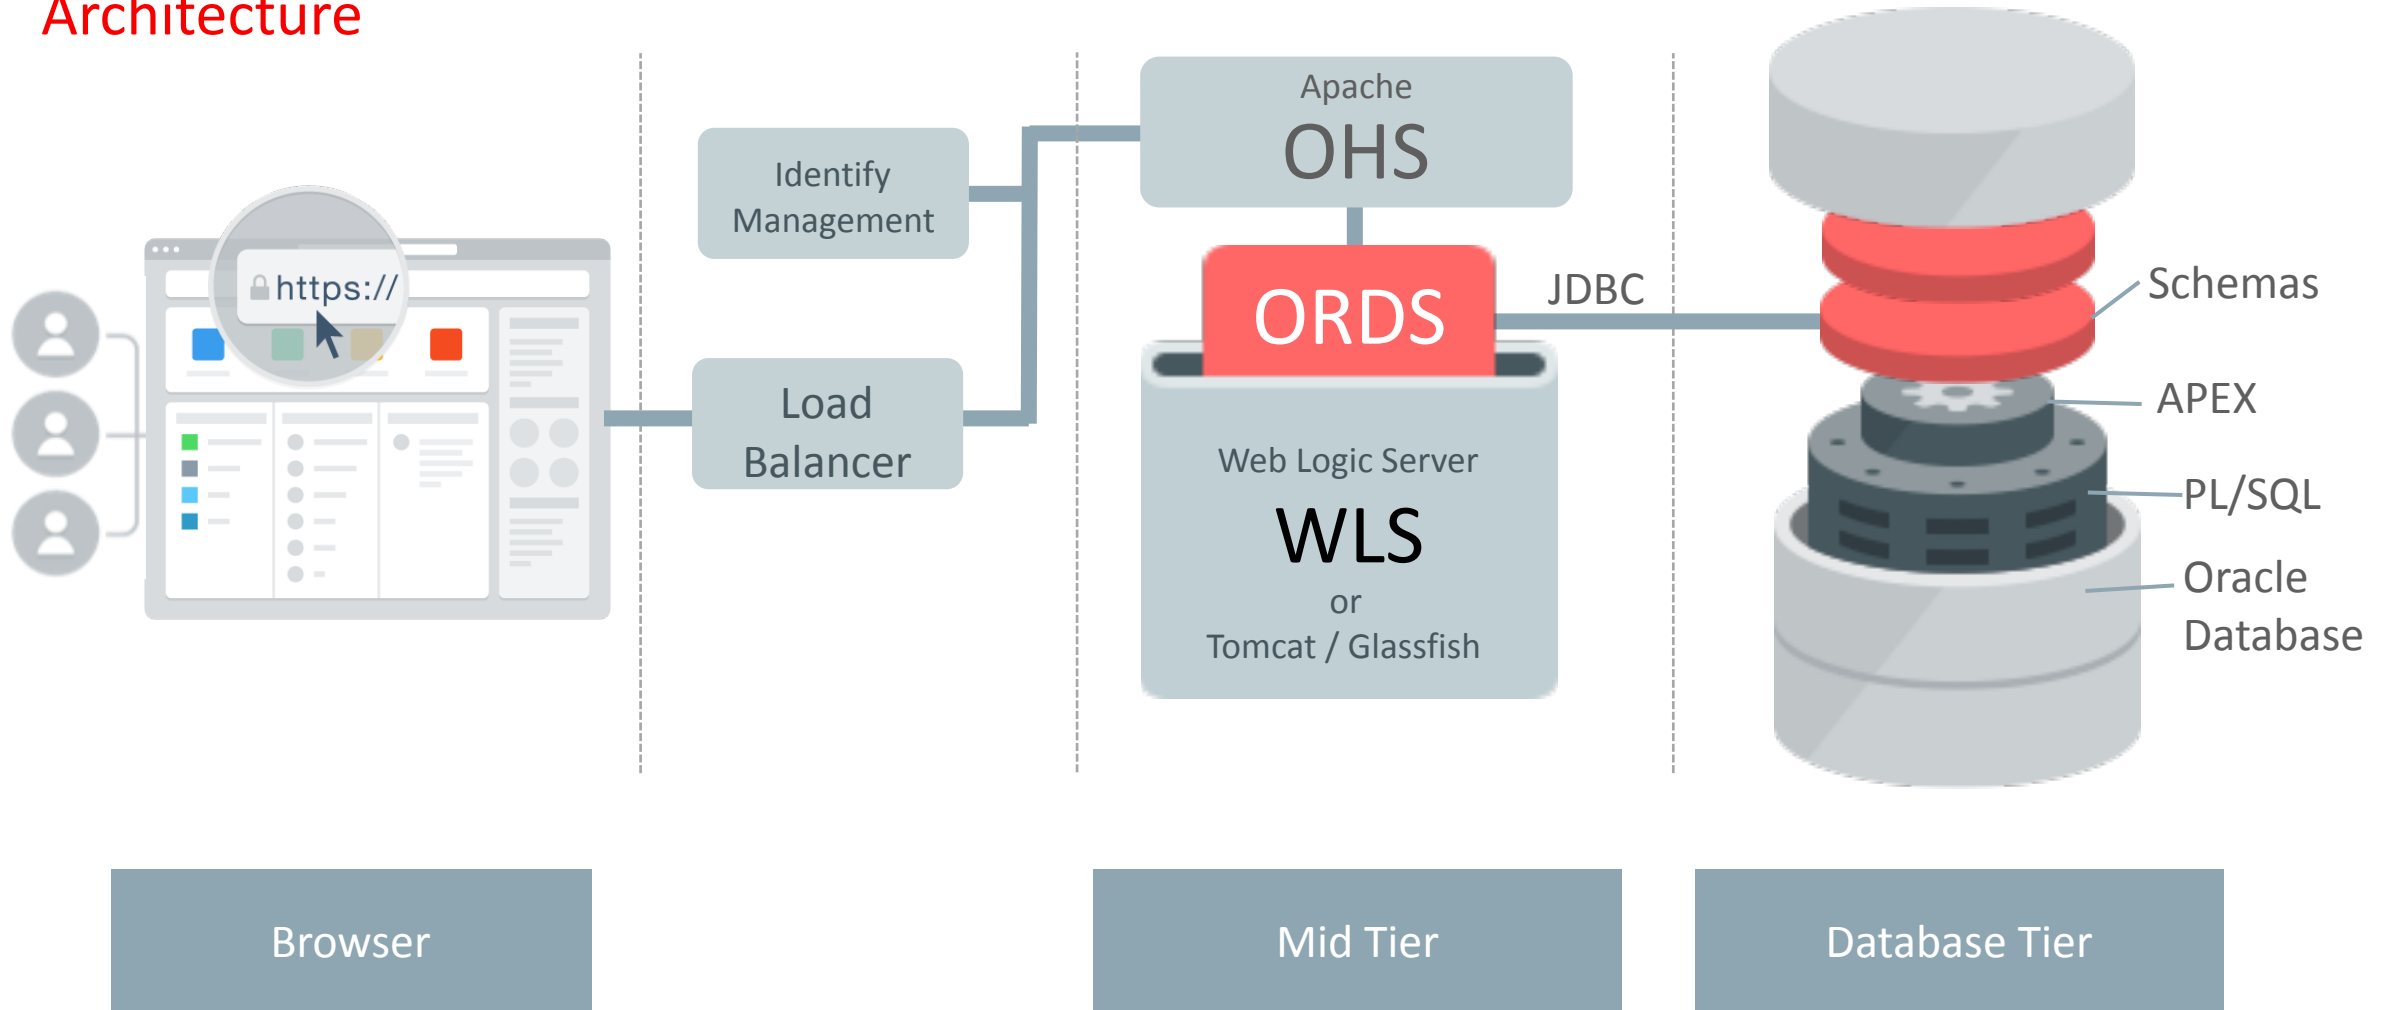 Architecture
https://
Identify
Management
Load
Balancer
Apache
OHS
ORDS
JDBC
Web Logic Server
WLS
or
Tomcat / Glassfish
Schemas
APEX
PL/SQL
Oracle
Database
Browser
Mid Tier
Database Tier